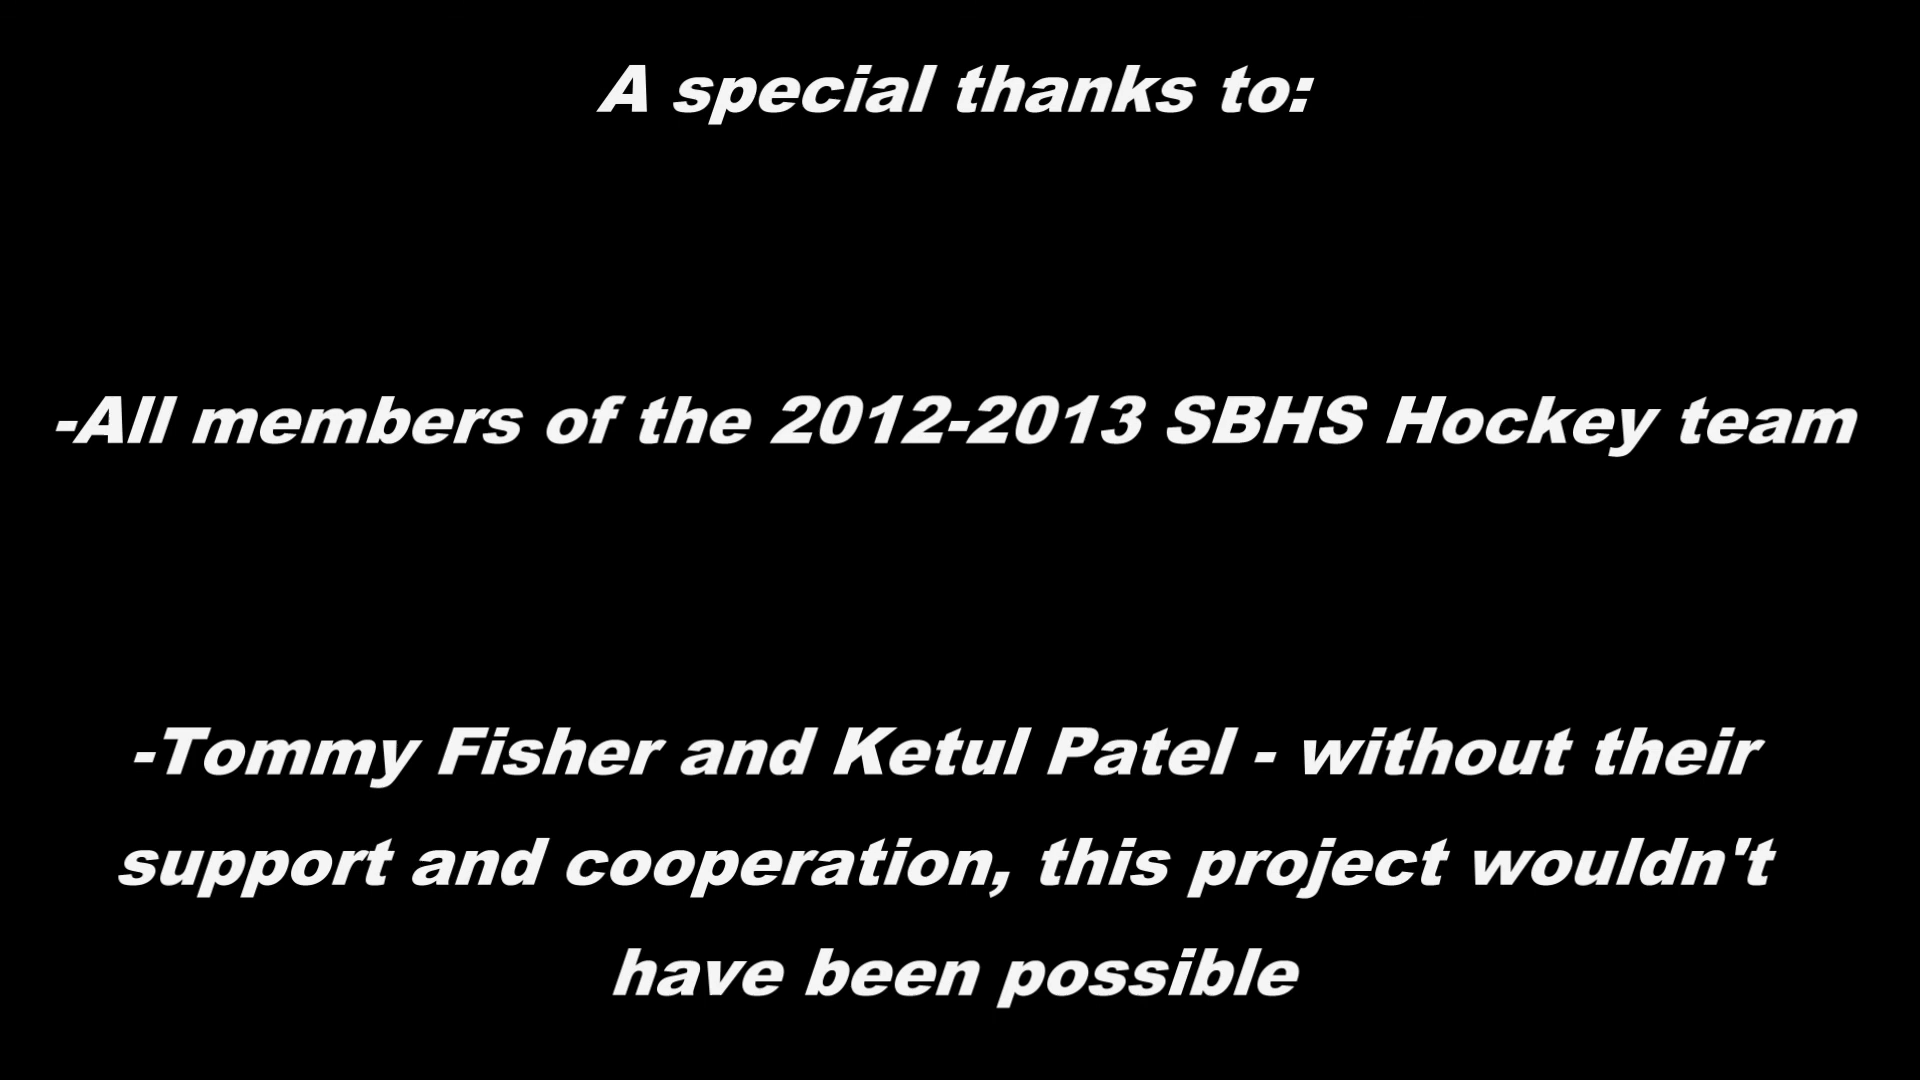 A special thanks to:
-All members of the 2012-2013 SBHS Hockey team
-Tommy Fisher and Ketul Patel - without their
support and cooperation, this project wouldn't
have been possible